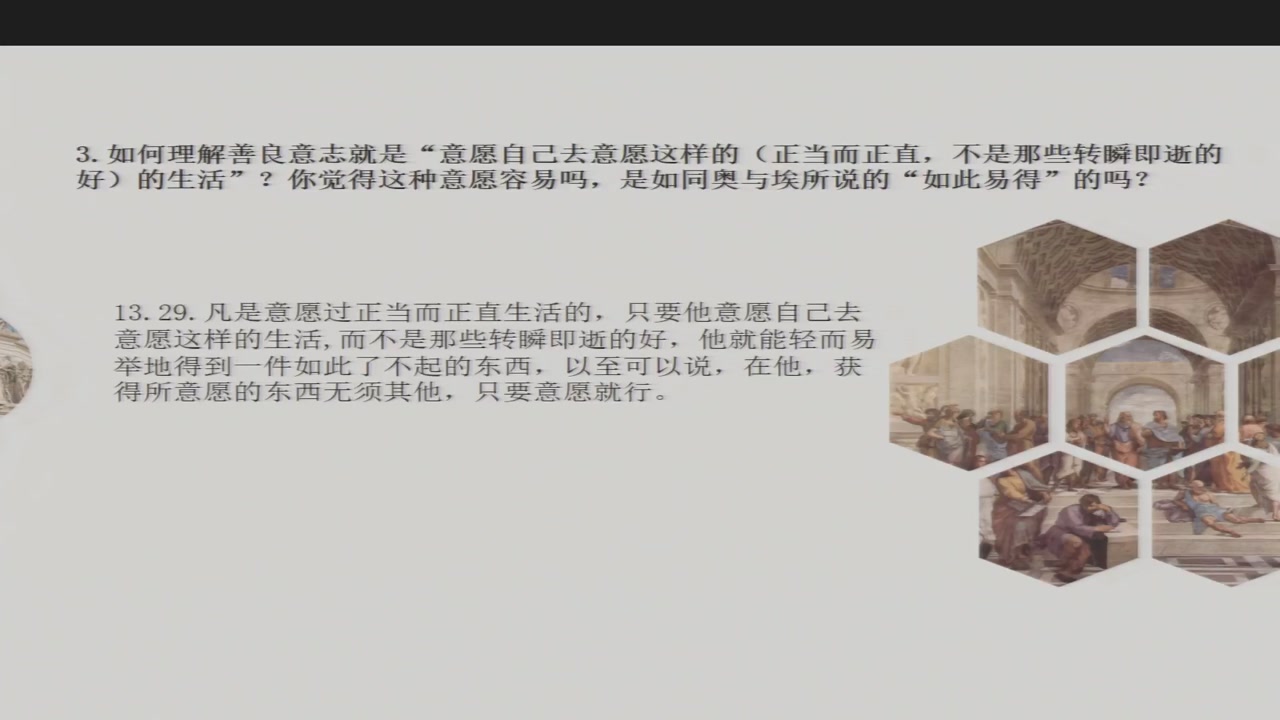 3.如何理解善良意志就是“意愿自己去意愿这样的（正当而正直，不是那些转瞬即逝的
好）的生活”？你觉得这种意愿容易吗，是如同奥与埃所说的“如此易得”的吗？
13.29.凡是意愿过正当而正直生活的，只要他意愿自己去
意愿这样的生活,而不是那些转瞬即逝的好，他就能轻而易
举地得到一件如此了不起的东西，以至可以说，在他，获
得所意愿的东西无须其他，只要意愿就行。